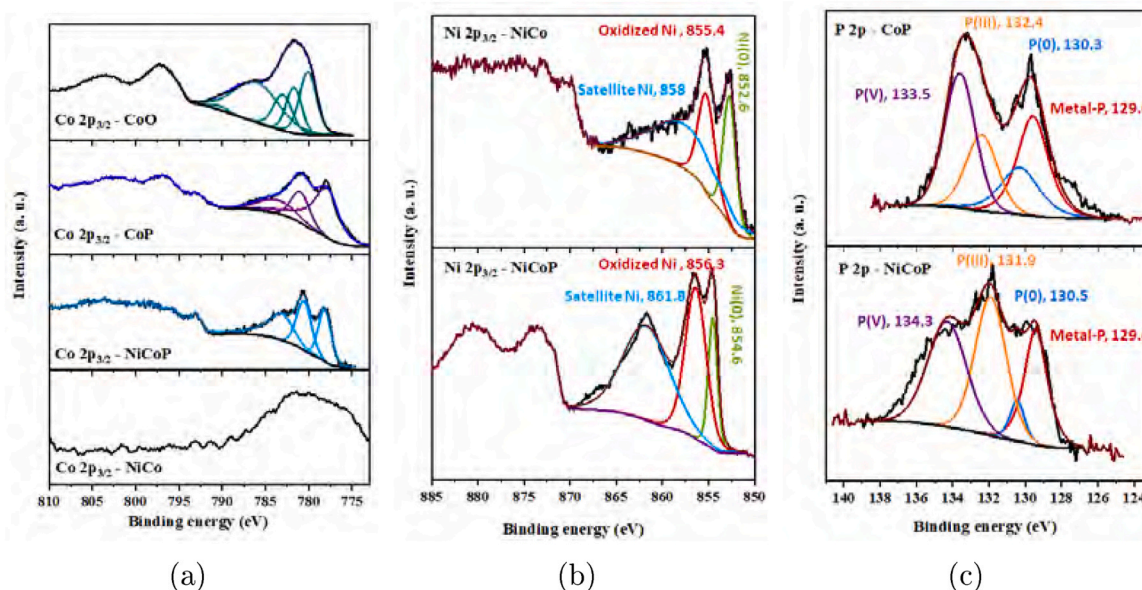 Intensity (a. u.)
Co 2p3/2 - CoO
Co 2p3/2 - CoP
Co 2p3/2 - NiCoP
Co 2p3/2 - NiCo
810 805 800 795 790 785 780 775
Binding energy (eV)
(a)
Intensity (a. u.)
Ni 2p3/2 - NiCo
Oxidized Ni , 855.4
Satellite Ni, 858
Ni(0), 852.6
Intensity (a. u.)
Ni 2p3/2 - NiCoP
Oxidized Ni , 856.3
Satellite Ni, 861.8
Ni(0), 854.6
885 880 875 870 865 860 855 850
Binding energy (eV)
(b)
Intensity (a. u.)
P 2p - CoP
P(III), 132.4
P(0), 130.3
P(V), 133.5
Metal-P, 129.
P 2p - NiCoP
P(III), 131.9
P(0), 130.5
P(V), 134.3
Metal-P, 129.
140 138 136 134 132 130 128 126 124
Binding energy (eV)
(c)